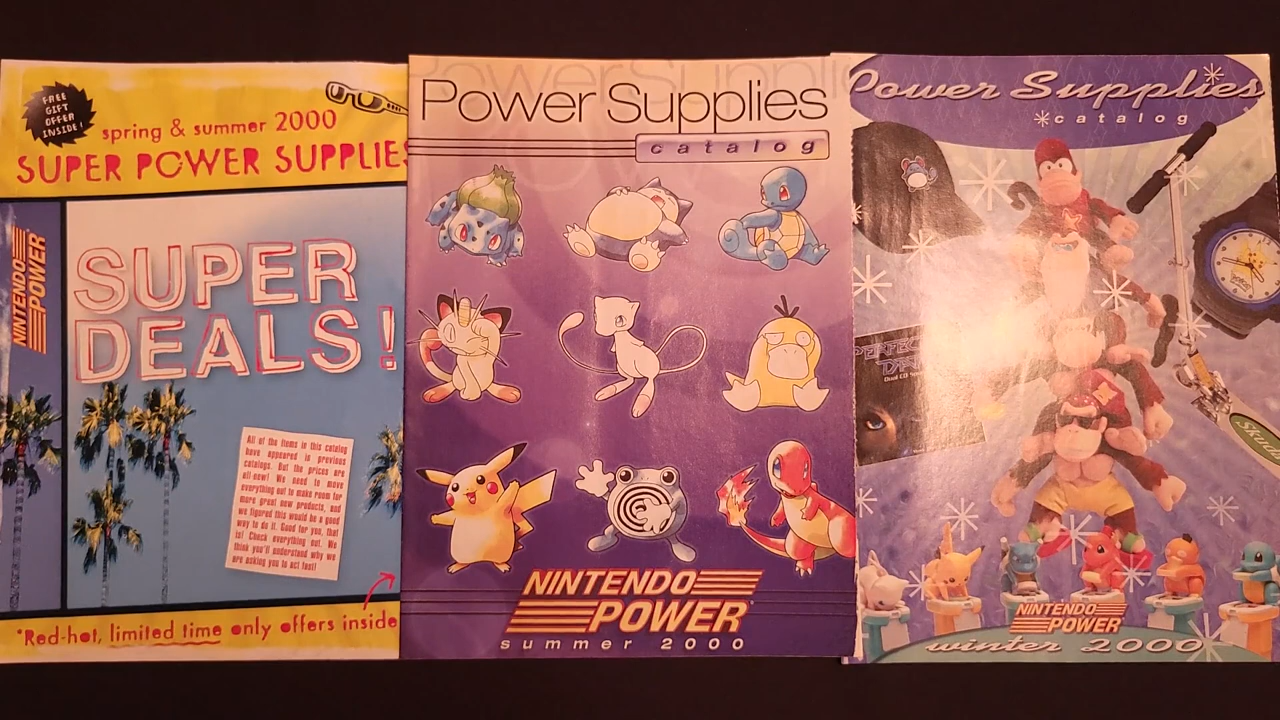 FREE
GIFT
OFFER
INSIDE!
spring & summer 2000
SUPER POWER SUPPLIES
NINTENDO
POWER
SUPER
DEALS!
All of the items in this catalog
have appeared in previous
catalogs. But the prices are
all-new! We need to move
everything out to make room for
more great new products, and
we figured this would be a good
way to do it. Good for you, that
is! Check everything out. We
think you'll understand why we
are asking you to act fast!
*Red-hot, limited time only offers inside
Power Supplies
catalog
NINTENDO
POWER
summer 2000
Power Supplies
catalog
PERFECT
DARK
Dual CD
NINTENDO
POWER
winter 2000